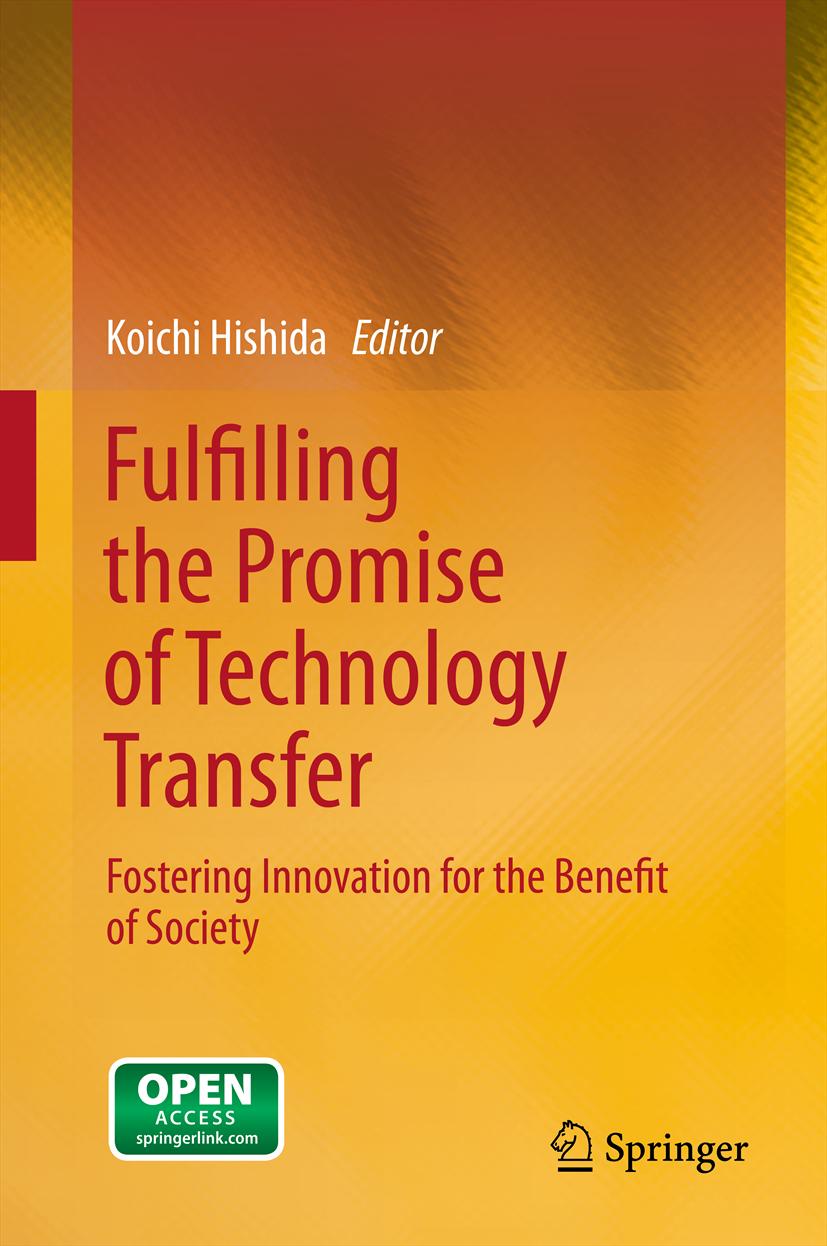 Koichi Hishida Editor
Fulfilling
the Promise
of Technology
Transfer
Fostering Innovation for the Benefit
of Society
OPEN
ACCESS
springerlink.com
Springer